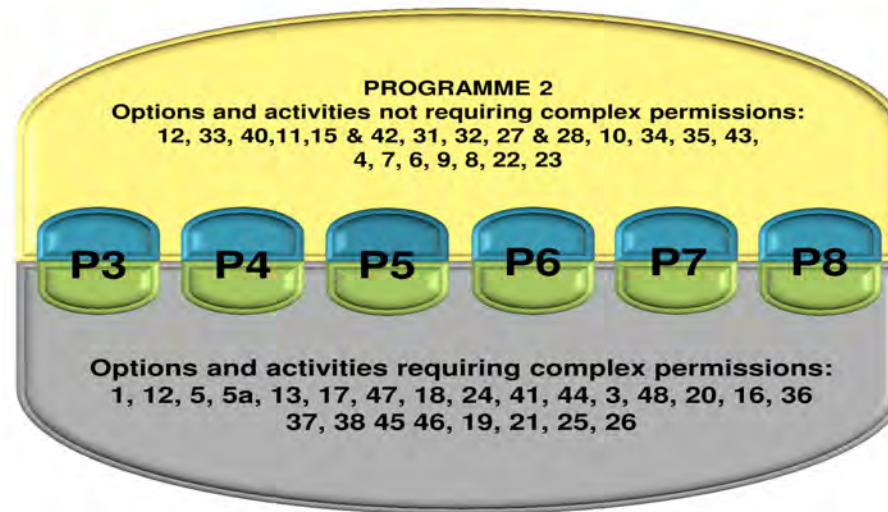 PROGRAMME 2
Options and activities not requiring complex permissions:
12, 33, 40,11,15 & 42, 31, 32, 27 & 28, 10, 34, 35, 43,
4, 7, 6, 9, 8, 22, 23
P3 P4 P5 P6 P7 P8
Options and activities requiring complex permissions:
1, 12, 5, 5a, 13, 17, 47, 18, 24, 41, 44, 3, 48, 20, 16, 36
37, 38 45 46, 19, 21, 25, 26